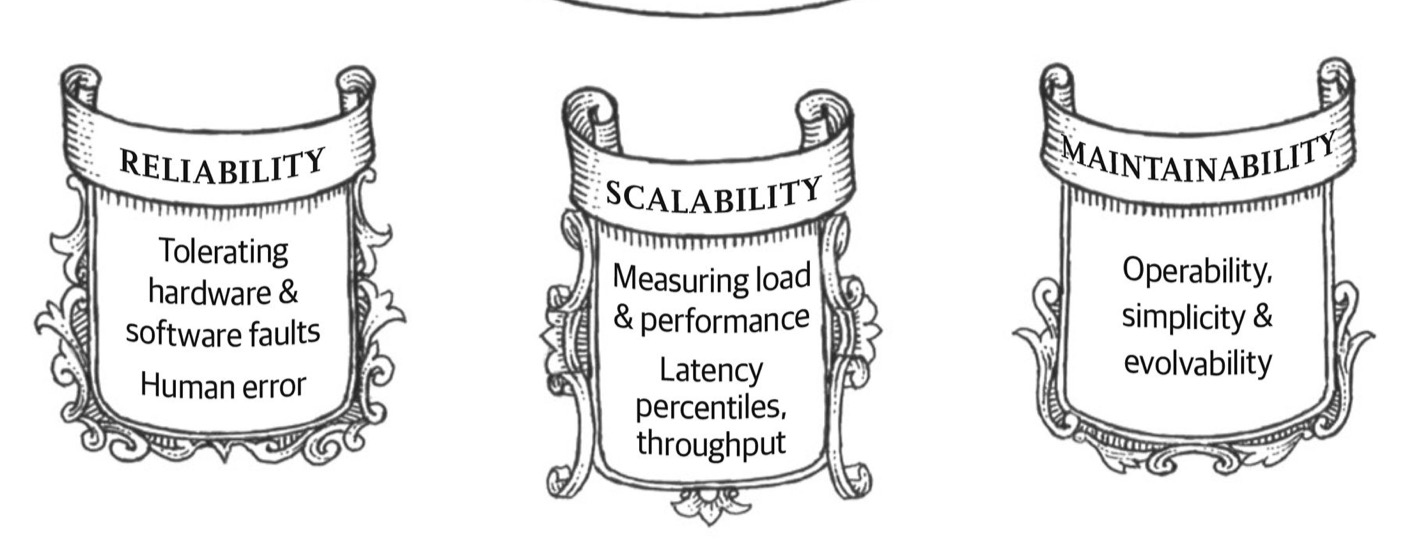 RELIABILITY
Tolerating
hardware &
software faults
Human error
SCALABILITY
Measuring load
& performance
Latency
percentiles,
throughput
MAINTAINABILITY
Operability,
simplicity &
evolvability